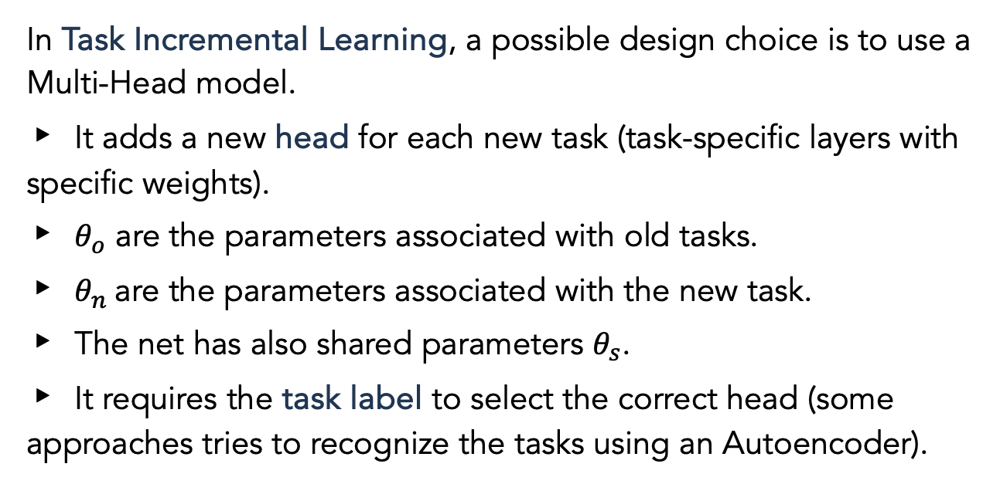 In Task Incremental Learning, a possible design choice is to use a
Multi-Head model.
▸ It adds a new head for each new task (task-specific layers with
specific weights).
▸ θₒ are the parameters associated with old tasks.
▸ θₙ are the parameters associated with the new task.
▸ The net has also shared parameters θₛ.
▸ It requires the task label to select the correct head (some
approaches tries to recognize the tasks using an Autoencoder).